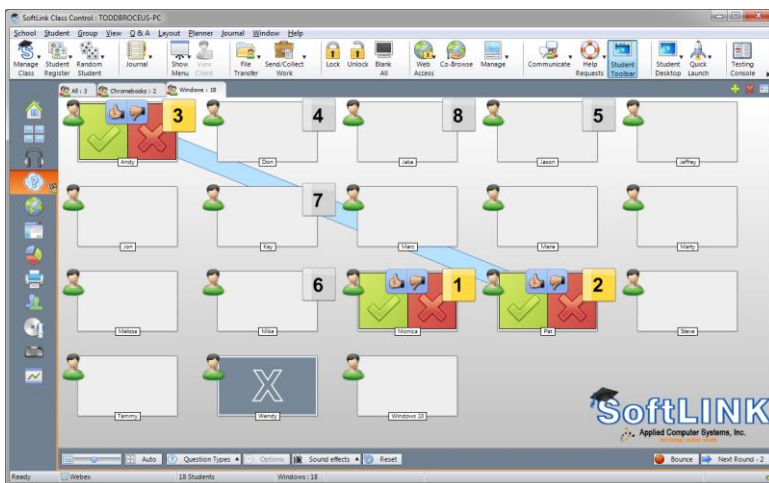 SoftLink Class Control : TODDBROCEUS-PC
School Student Group View Q & A Layout Planner Journal Window Help
Manage Class
Student Register
Random Student
Journal
Show Menu
View Client
File Transfer
Send/Collect Work
Lock
Unlock
Blank All
Web Access
Co-Browse
Manage
Communicate
Help Requests
Student Toolbar
Student Desktop
Quick Launch
Testing Console
All : 3 Chromebooks : 2 Windows : 18
3 4 8 5
Andy Don Jake Jason Jeffrey
7
Jon Kay Marc Marie Marty
6 1 2
Melissa Mike Monica Pat Steve
X
Tammy Wendy Windows 10
SoftLINK
Applied Computer Systems, Inc.
Auto Question Types Options Sound effects Reset Bounce Next Round - 2
Ready Webex 18 Students Windows : 18